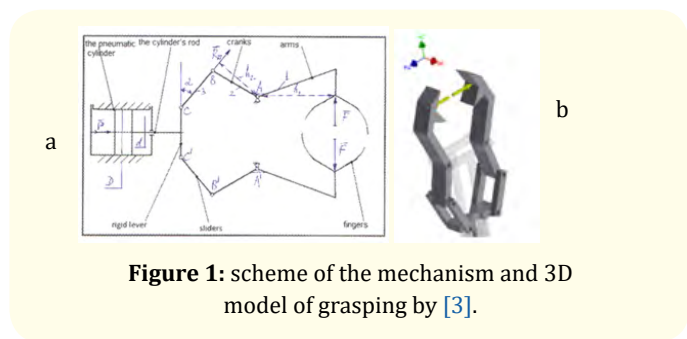 the pneumatic the cylinder's rod cranks arms
cylinder
a
b
α
B
h₁
A
C
P
d
D
F
F
C'
B'
A'
rigid lever
sliders
fingers
Figure 1: scheme of the mechanism and 3D
model of grasping by [3].